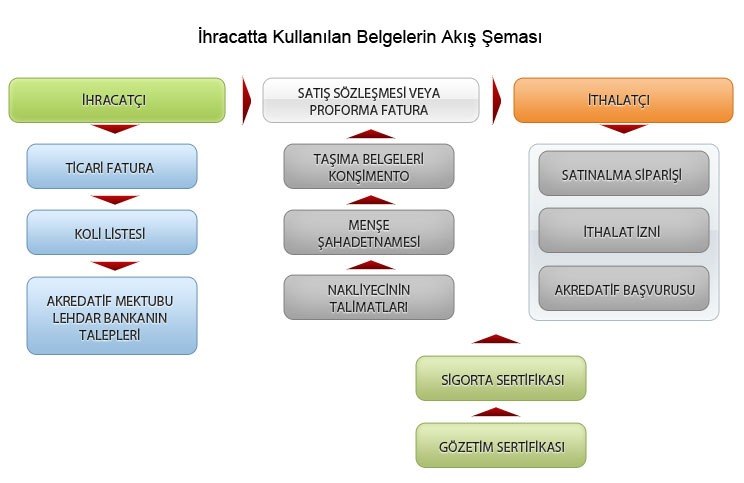 İhracatta Kullanılan Belgelerin Akış Şeması
İHRACATÇI
SATIŞ SÖZLEŞMESİ VEYA
PROFORMA FATURA
İTHALATÇI
TİCARİ FATURA
KOLİ LİSTESİ
AKREDATİF MEKTUBU
LEHDAR BANKANIN
TALEPLERİ
TAŞIMA BELGELERİ
KONŞİMENTO
MENŞE
ŞAHADETNAMESİ
NAKLİYECİNİN
TALİMATLARI
SATINALMA SİPARİŞİ
İTHALAT İZNİ
AKREDATİF BAŞVURUSU
SİGORTA SERTİFİKASI
GÖZETİM SERTİFİKASI